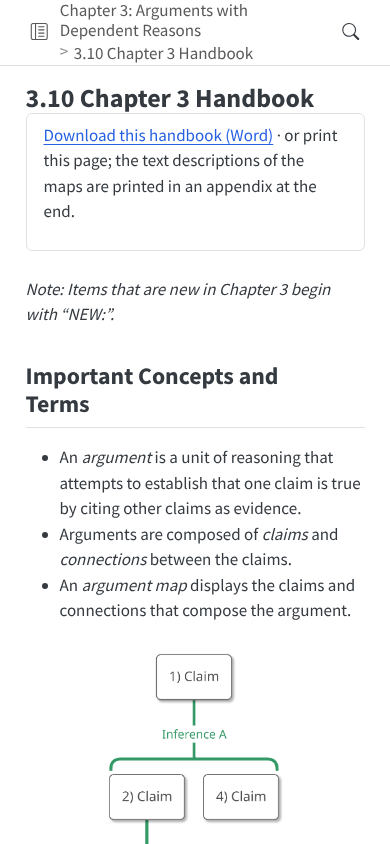 Chapter 3: Arguments with
Dependent Reasons
> 3.10 Chapter 3 Handbook
3.10 Chapter 3 Handbook
Download this handbook (Word) · or print
this page; the text descriptions of the
maps are printed in an appendix at the
end.
Note: Items that are new in Chapter 3 begin
with “NEW:”.
Important Concepts and
Terms
• An argument is a unit of reasoning that
attempts to establish that one claim is true
by citing other claims as evidence.
• Arguments are composed of claims and
connections between the claims.
• An argument map displays the claims and
connections that compose the argument.
1) Claim
Inference A
2) Claim
4) Claim